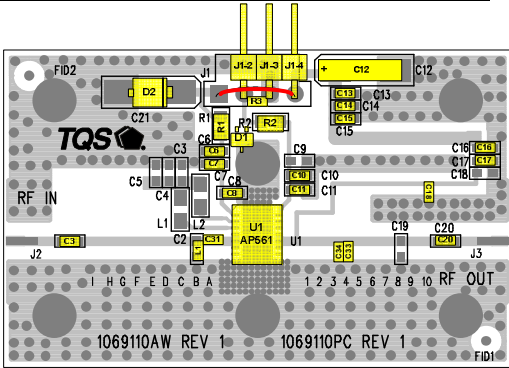 FID2
J1
J1-2 J1-3 J1-4
C12 C12
D2
C21
R3
C13 C13
C14 C14
C15
C15
TQS
R1
R1
R2
R2
D1
C6
C6
C7
C7
C3
C5
C4
C9
C10 C10
C11 C11
C8
C8
C16 C16
C17 C17
C18
C18
RF IN
L1
L2
U1
AP561
U1
C2
C31
L1
J2
C3
C34
C33
C19
C20
C20
J3
I H G F E D C B A
1 2 3 4 5 6 7 8 9 10
RF OUT
1069110AW REV 1
1069110PC REV 1
FID1